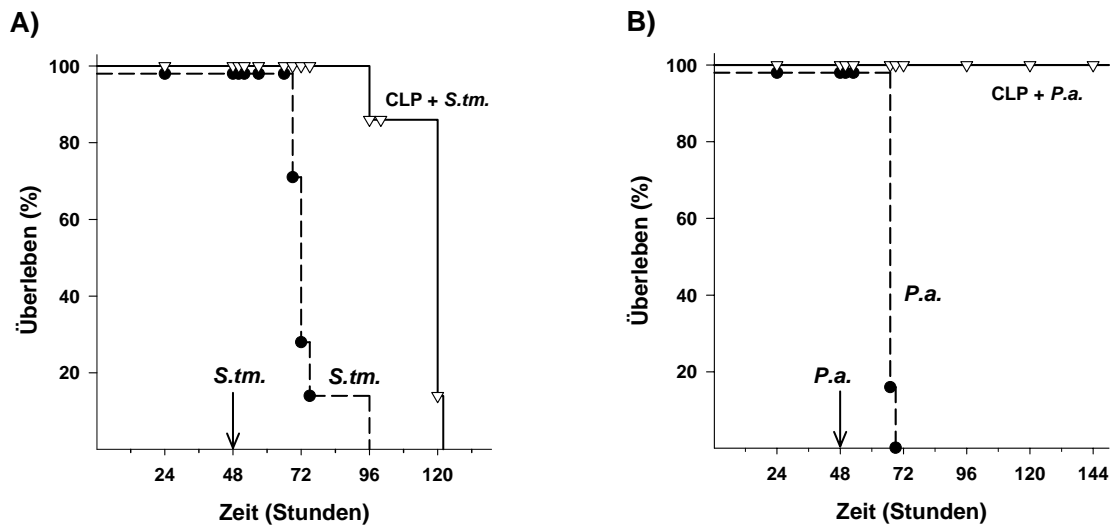 A)
Überleben (%)
100
80
60
40
20
CLP + S.tm.
S.tm.
S.tm.
24
48
72
96
120
Zeit (Stunden)
B)
Überleben (%)
100
80
60
40
20
CLP + P.a.
P.a.
P.a.
24
48
72
96
120
144
Zeit (Stunden)